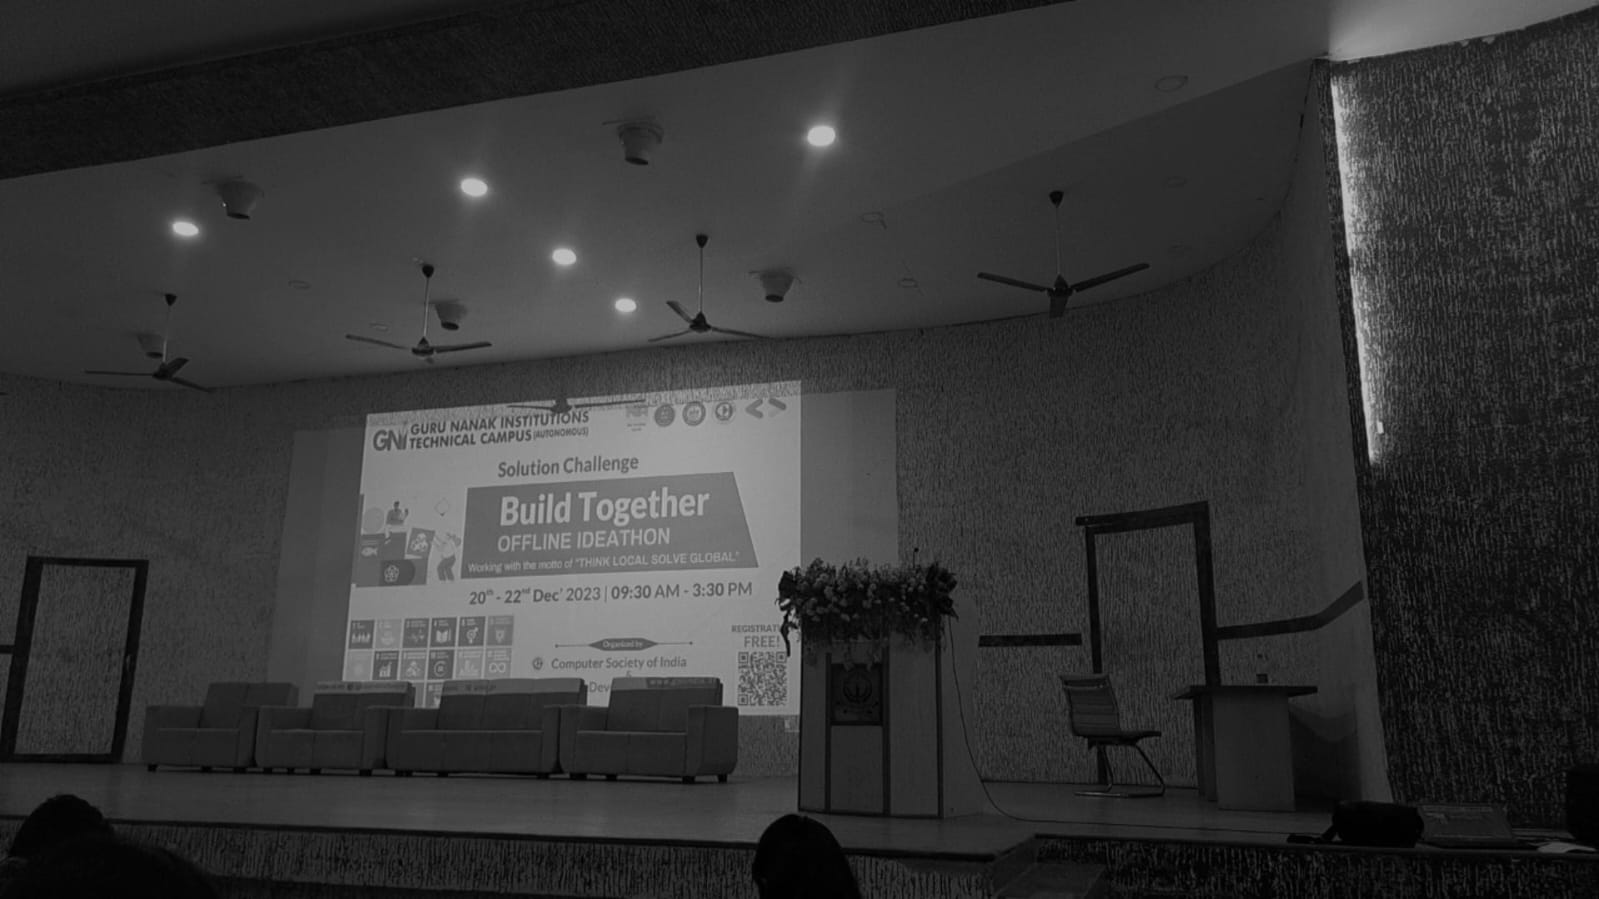 GNI GURU NANAK INSTITUTIONS
TECHNICAL CAMPUS (AUTONOMOUS)
Solution Challenge
Build Together
OFFLINE IDEATHON
Working with the motto of "THINK LOCAL SOLVE GLOBAL"
20th - 22nd Dec' 2023 | 09:30 AM - 3:30 PM
Organized by
Computer Society of India
&
FREE!